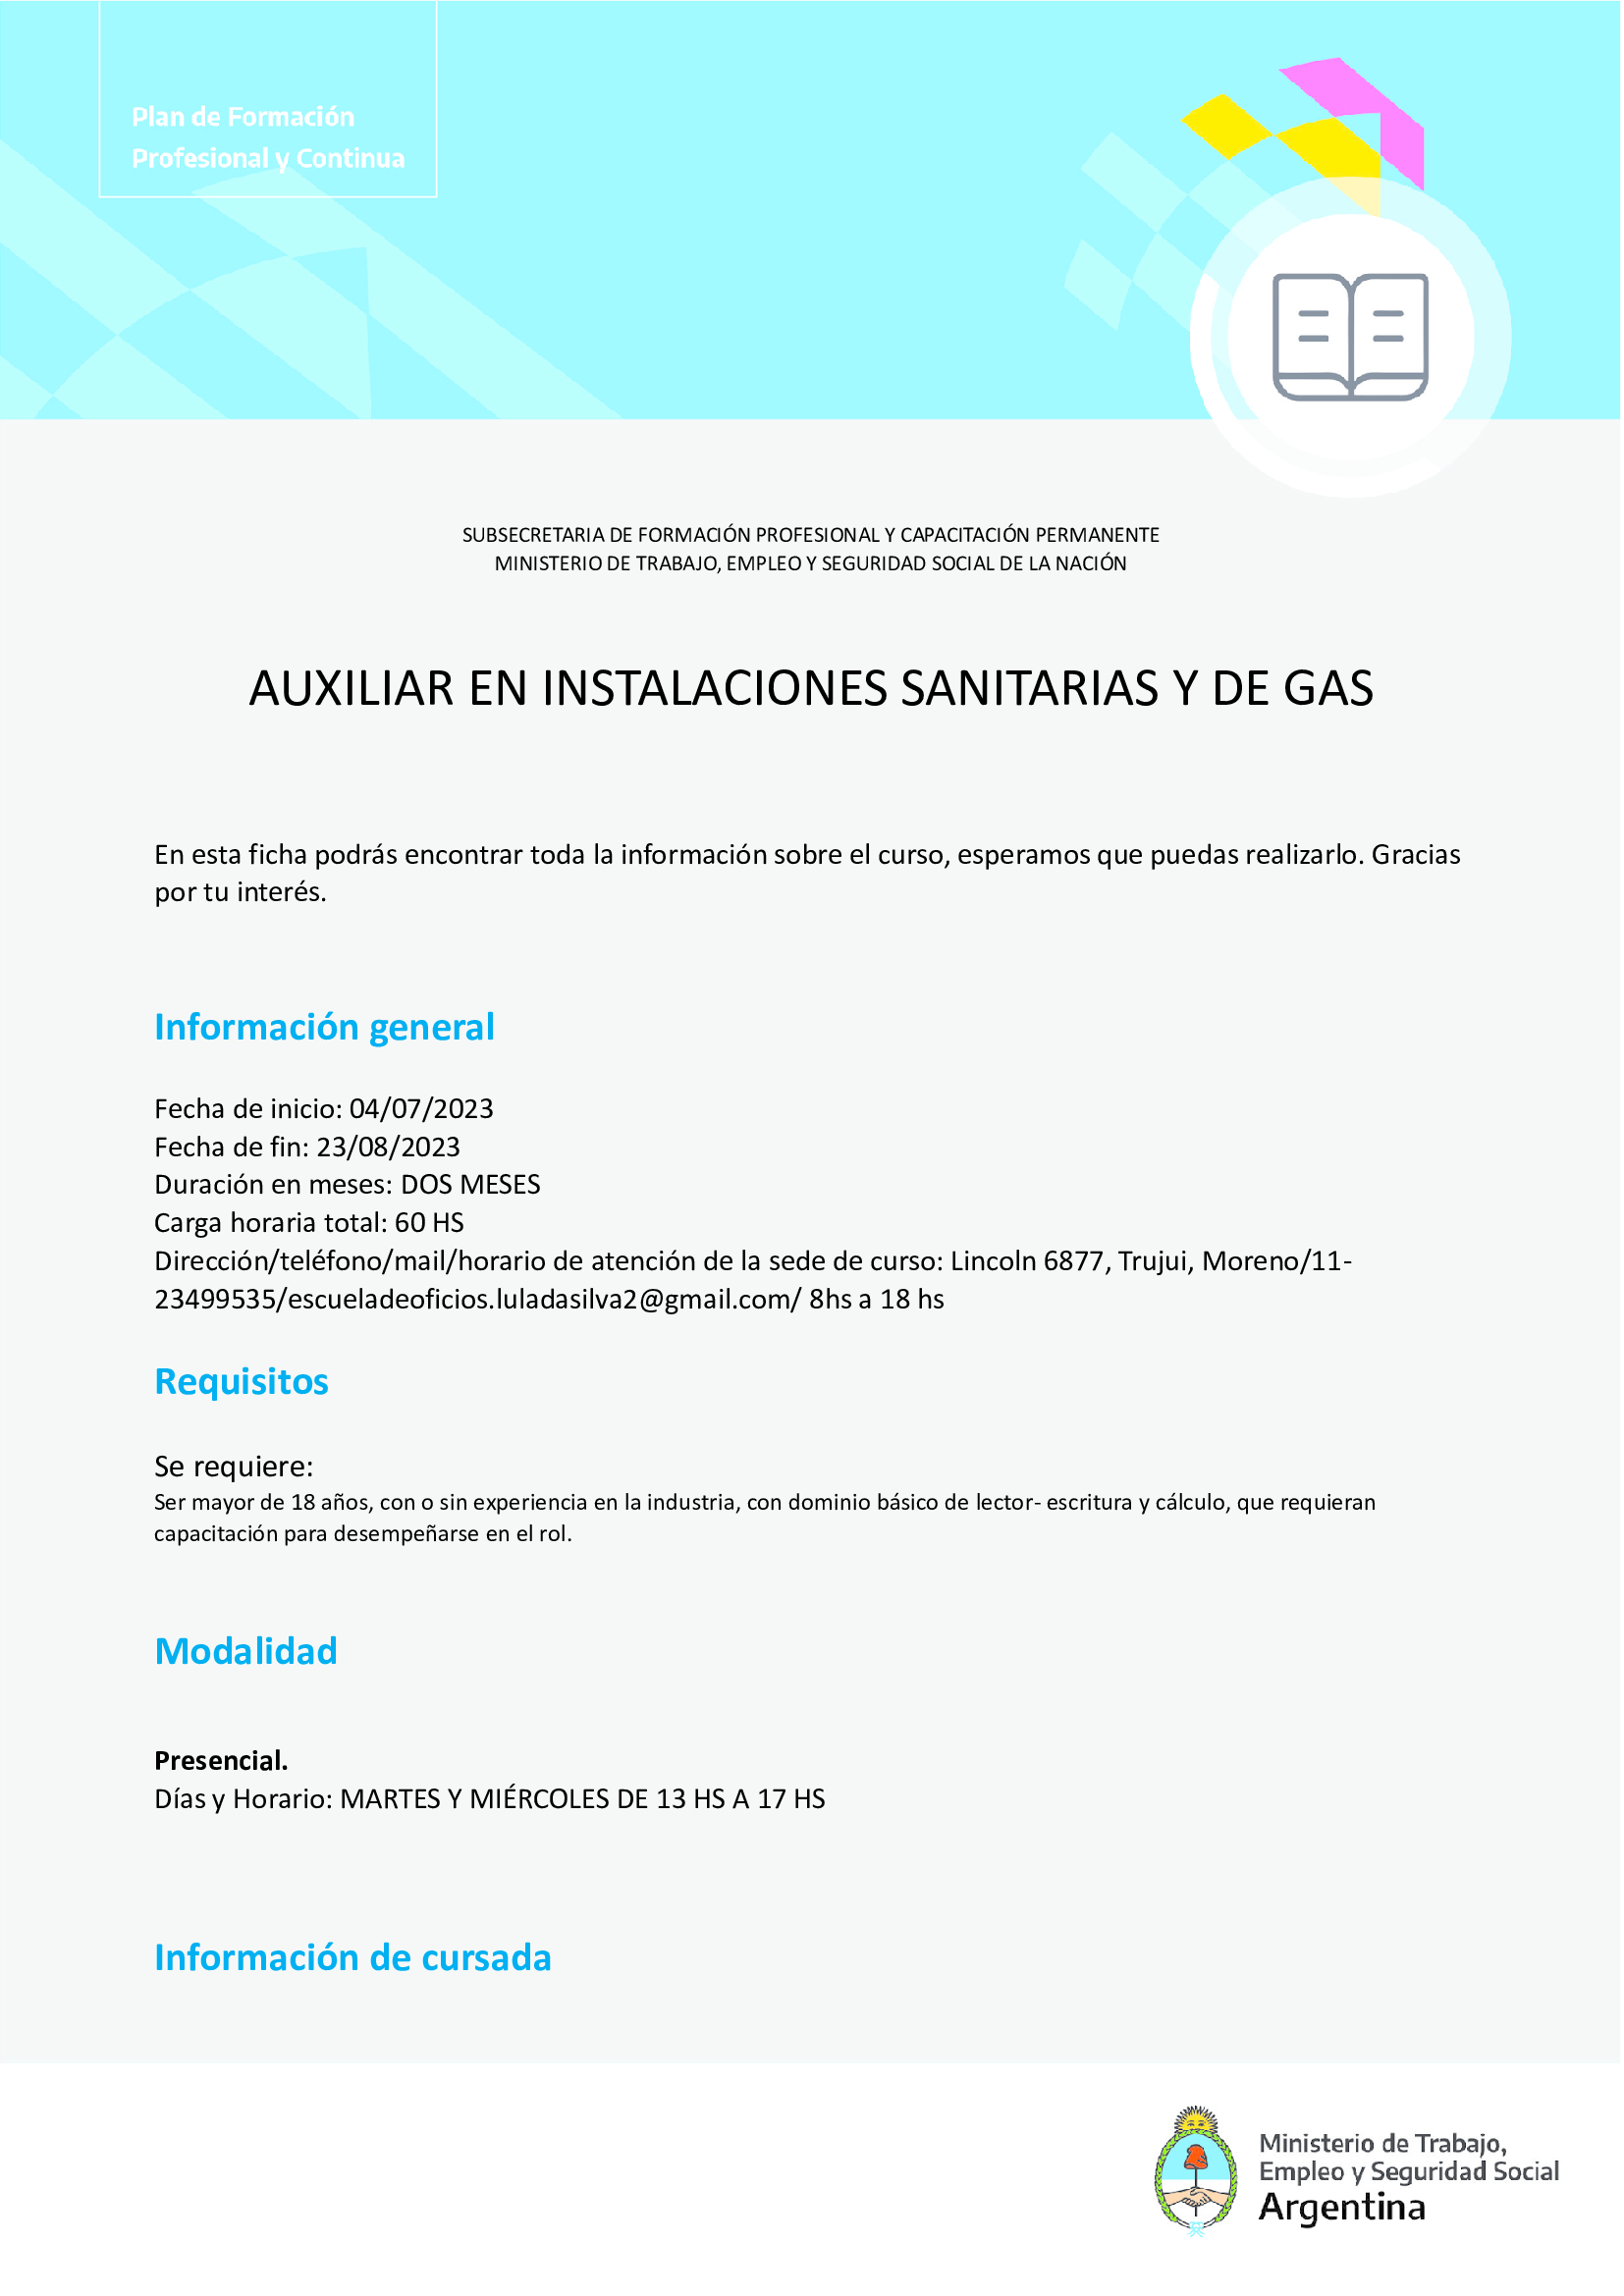 Plan de Formación
Profesional y Continua
SUBSECRETARIA DE FORMACIÓN PROFESIONAL Y CAPACITACIÓN PERMANENTE
MINISTERIO DE TRABAJO, EMPLEO Y SEGURIDAD SOCIAL DE LA NACIÓN
AUXILIAR EN INSTALACIONES SANITARIAS Y DE GAS
En esta ficha podrás encontrar toda la información sobre el curso, esperamos que puedas realizarlo. Gracias
por tu interés.
Información general
Fecha de inicio: 04/07/2023
Fecha de fin: 23/08/2023
Duración en meses: DOS MESES
Carga horaria total: 60 HS
Dirección/teléfono/mail/horario de atención de la sede de curso: Lincoln 6877, Trujui, Moreno/11-
23499535/escueladeoficios.luladasilva2@gmail.com/ 8hs a 18 hs
Requisitos
Se requiere:
Ser mayor de 18 años, con o sin experiencia en la industria, con dominio básico de lector- escritura y cálculo, que requieran
capacitación para desempeñarse en el rol.
Modalidad
Presencial.
Días y Horario: MARTES Y MIÉRCOLES DE 13 HS A 17 HS
Información de cursada
Ministerio de Trabajo,
Empleo y Seguridad Social
Argentina